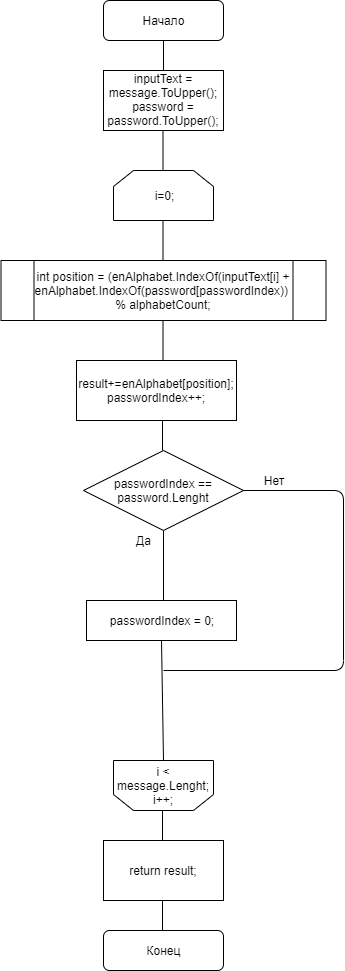 Начало
inputText =
message.ToUpper();
password =
password.ToUpper();
i=0;
int position = (enAlphabet.IndexOf(inputText[i] +
enAlphabet.IndexOf(password[passwordIndex))
% alphabetCount;
result+=enAlphabet[position];
passwordIndex++;
passwordIndex ==
password.Lenght
Нет
Да
passwordIndex = 0;
i <
message.Lenght;
i++;
return result;
Конец